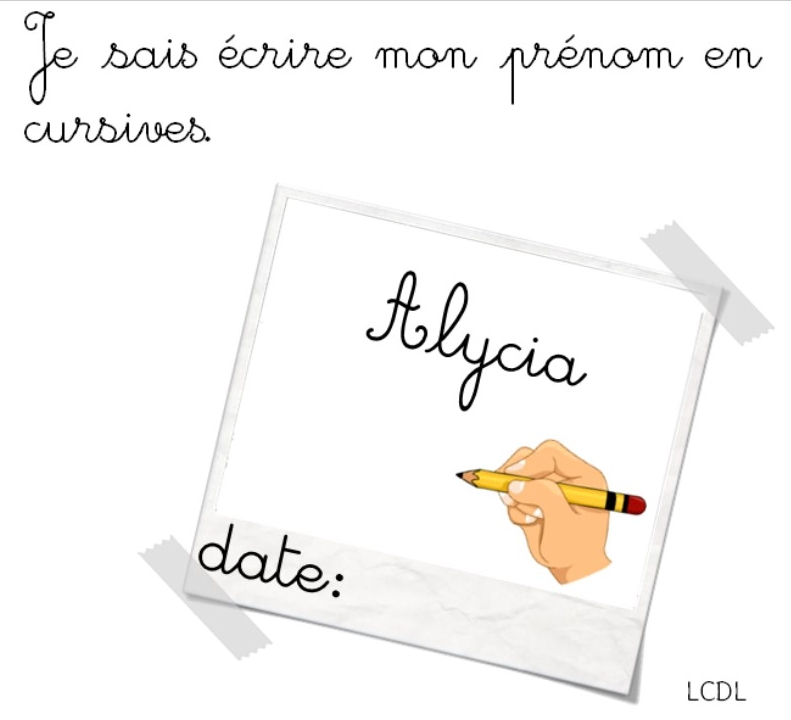 Je sais écrire mon prénom en
cursives.
Alycia
date:
LCDL